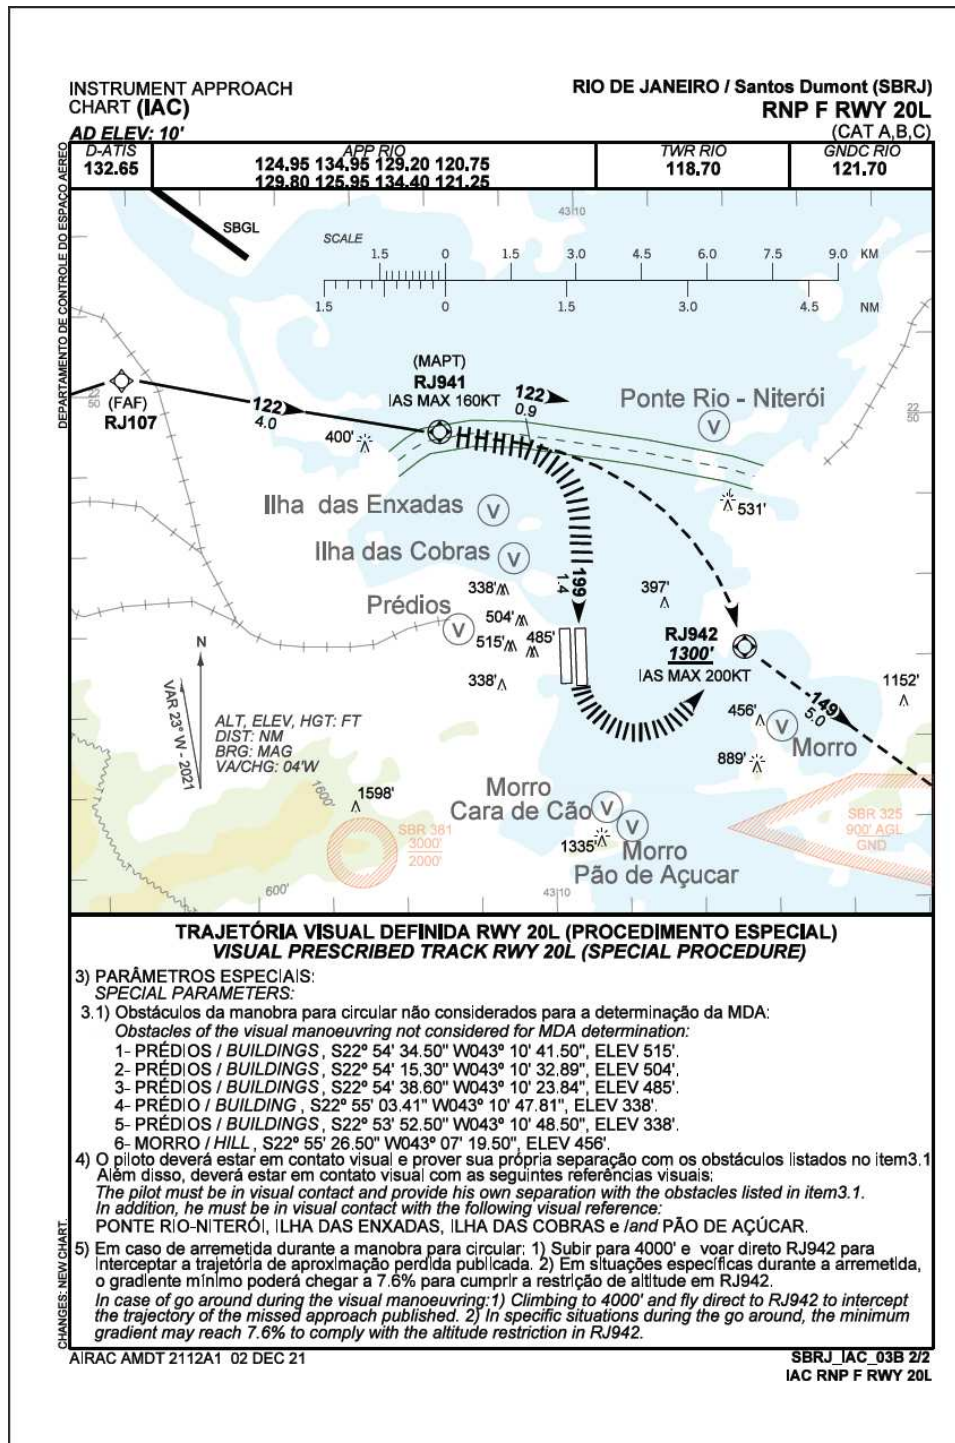 INSTRUMENT APPROACH
CHART (IAC)
AD ELEV: 10'
RIO DE JANEIRO / Santos Dumont (SBRJ)
RNP F RWY 20L
(CAT A,B,C)
D-ATIS
132.65
APP RIO
124.95 134.95 129.20 120.75
129.80 125.95 134.40 121.25
TWR RIO
118.70
GNDC RIO
121.70
DEPARTAMENTO DE CONTROLE DO ESPAÇO AÉREO
SBGL
43|10
SCALE
1.5 0 1.5 3.0 4.5 6.0 7.5 9.0 KM
1.5 0 1.5 3.0 4.5 NM
22
50
(FAF)
RJ107
122
4.0
(MAPT)
RJ941
IAS MAX 160KT
122
0.9
Ponte Rio - Niterói
V
22
50
400'
531'
Ilha das Enxadas
V
Ilha das Cobras
V
338'
199
1.4
397'
Prédios
V
504'
515'
485'
338'
RJ942
1300'
IAS MAX 200KT
1152'
149
5.0
N
VAR 23° W - 2021
ALT, ELEV, HGT: FT
DIST: NM
BRG: MAG
VA/CHG: 04'W
456'
V
Morro
889'
1598'
1600'
Morro
Cara de Cão
V
V
1335'
Morro
Pão de Açucar
SBR 381
3000'
2000'
SBR 325
900' AGL
GND
600'
43|10
TRAJETÓRIA VISUAL DEFINIDA RWY 20L (PROCEDIMENTO ESPECIAL)
VISUAL PRESCRIBED TRACK RWY 20L (SPECIAL PROCEDURE)
3) PARÂMETROS ESPECIAIS:
SPECIAL PARAMETERS:
3.1) Obstáculos da manobra para circular não considerados para a determinação da MDA:
Obstacles of the visual manoeuvring not considered for MDA determination:
1- PRÉDIOS / BUILDINGS, S22° 54' 34.50" W043° 10' 41.50", ELEV 515'.
2- PRÉDIOS / BUILDINGS, S22° 54' 15.30" W043° 10' 32.89", ELEV 504'.
3- PRÉDIOS / BUILDINGS, S22° 54' 38.60" W043° 10' 23.84", ELEV 485'.
4- PRÉDIO / BUILDING , S22° 55' 03.41" W043° 10' 47.81", ELEV 338'.
5- PRÉDIOS / BUILDINGS, S22° 53' 52.50" W043° 10' 48.50", ELEV 338'.
6- MORRO / HILL, S22° 55' 26.50" W043° 07' 19.50", ELEV 456'.
4) O piloto deverá estar em contato visual e prover sua própria separação com os obstáculos listados no item3.1
Além disso, deverá estar em contato visual com as seguintes referências visuais:
The pilot must be in visual contact and provide his own separation with the obstacles listed in item3.1.
In addition, he must be in visual contact with the following visual reference:
PONTE RIO-NITERÓI, ILHA DAS ENXADAS, ILHA DAS COBRAS e /and PÃO DE AÇÚCAR.
5) Em caso de arremetida durante a manobra para circular: 1) Subir para 4000' e voar direto RJ942 para
interceptar a trajetória de aproximação perdida publicada. 2) Em situações específicas durante a arremetida,
o gradiente mínimo poderá chegar a 7.6% para cumprir a restrição de altitude em RJ942.
In case of go around during the visual manoeuvring:1) Climbing to 4000' and fly direct to RJ942 to intercept
the trajectory of the missed approach published. 2) In specific situations during the go around, the minimum
gradient may reach 7.6% to comply with the altitude restriction in RJ942.
CHANGES: NEW CHART.
AIRAC AMDT 2112A1 02 DEC 21
SBRJ_IAC_03B 2/2
IAC RNP F RWY 20L